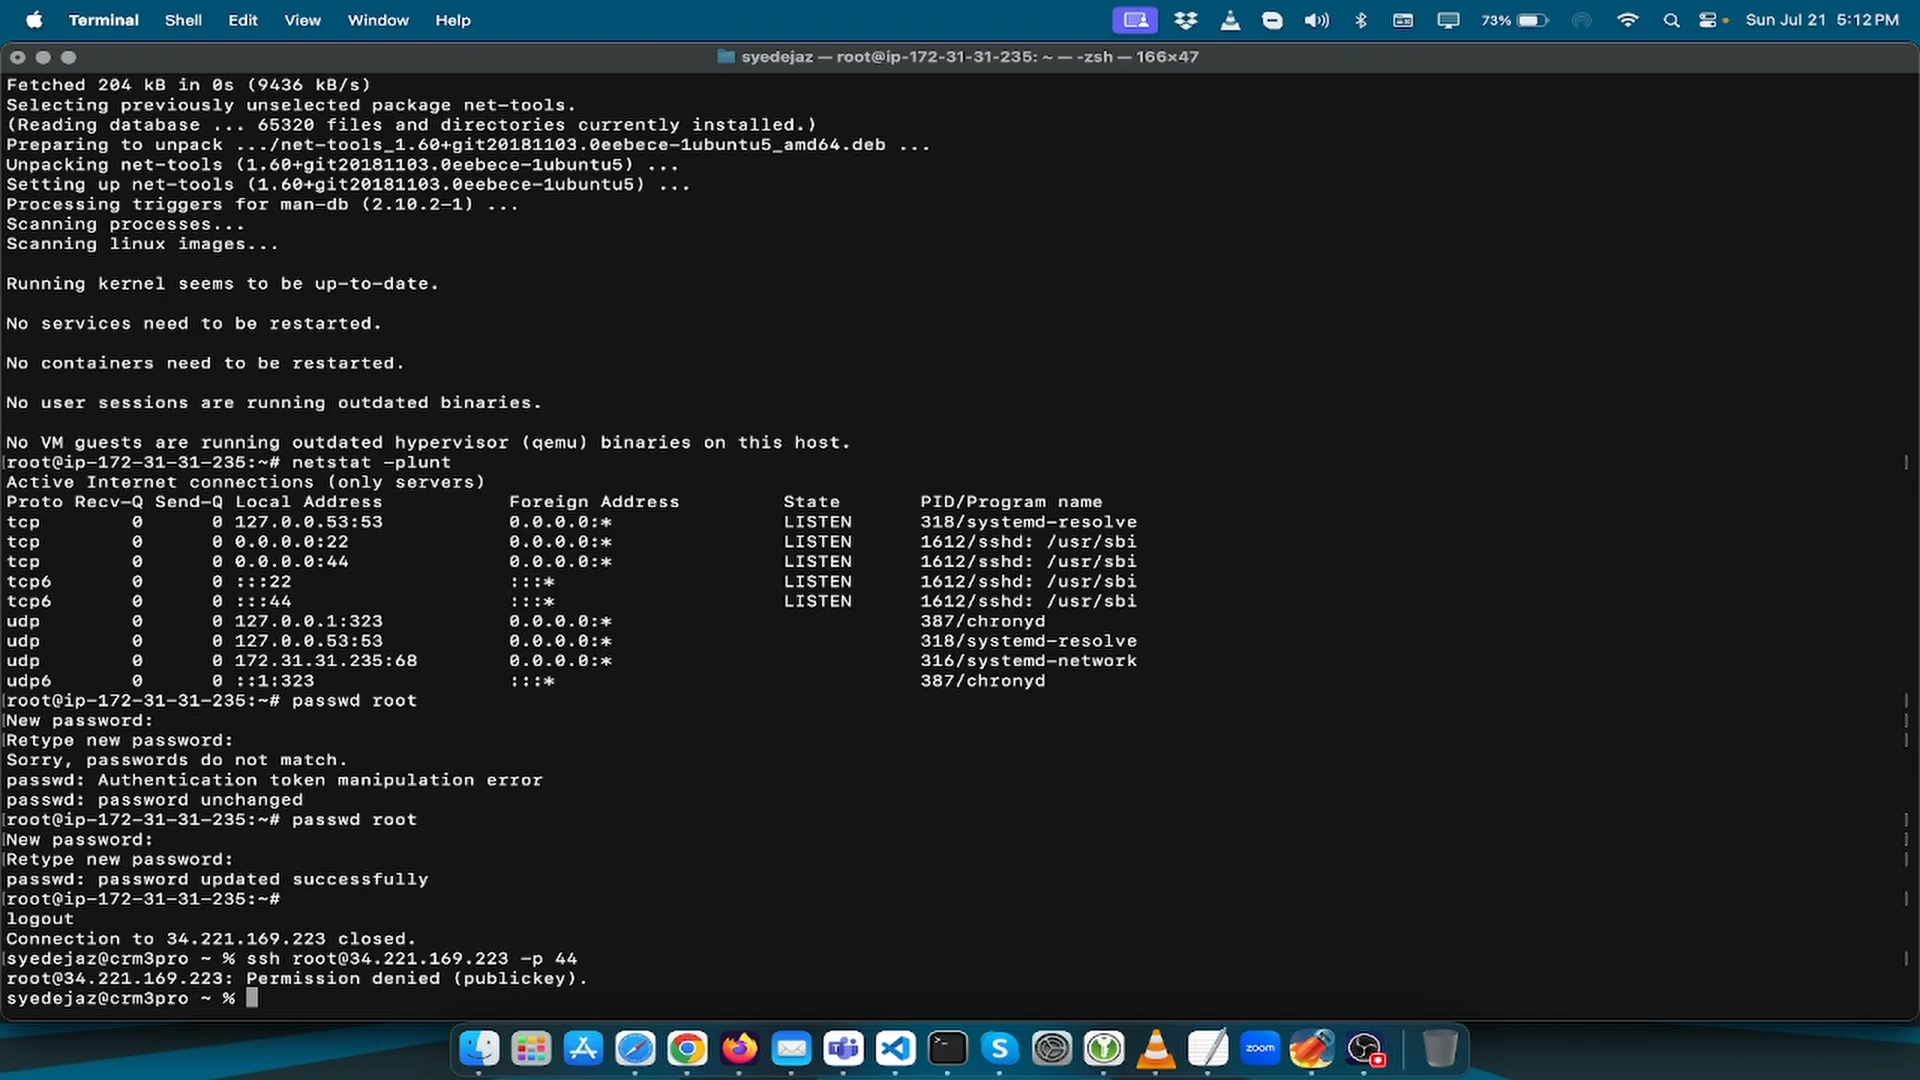 Terminal Shell Edit View Window Help 73% Sun Jul 21 5:12 PM
syedejaz — root@ip-172-31-31-235: ~ — -zsh — 166×47
Fetched 204 kB in 0s (9436 kB/s)
Selecting previously unselected package net-tools.
(Reading database ... 65320 files and directories currently installed.)
Preparing to unpack .../net-tools_1.60+git20181103.0eebece-1ubuntu5_amd64.deb ...
Unpacking net-tools (1.60+git20181103.0eebece-1ubuntu5) ...
Setting up net-tools (1.60+git20181103.0eebece-1ubuntu5) ...
Processing triggers for man-db (2.10.2-1) ...
Scanning processes...
Scanning linux images...
Running kernel seems to be up-to-date.
No services need to be restarted.
No containers need to be restarted.
No user sessions are running outdated binaries.
No VM guests are running outdated hypervisor (qemu) binaries on this host.
[root@ip-172-31-31-235:~# netstat -plunt ]
Active Internet connections (only servers)
Proto Recv-Q Send-Q Local Address Foreign Address State PID/Program name
tcp 0 0 127.0.0.53:53 0.0.0.0:* LISTEN 318/systemd-resolve
tcp 0 0 0.0.0.0:22 0.0.0.0:* LISTEN 1612/sshd: /usr/sbi
tcp 0 0 0.0.0.0:44 0.0.0.0:* LISTEN 1612/sshd: /usr/sbi
tcp6 0 0 :::22 :::* LISTEN 1612/sshd: /usr/sbi
tcp6 0 0 :::44 :::* LISTEN 1612/sshd: /usr/sbi
udp 0 0 127.0.0.1:323 0.0.0.0:* 387/chronyd
udp 0 0 127.0.0.53:53 0.0.0.0:* 318/systemd-resolve
udp 0 0 172.31.31.235:68 0.0.0.0:* 316/systemd-network
udp6 0 0 ::1:323 :::* 387/chronyd
[root@ip-172-31-31-235:~# passwd root ]
[New password: ]
[Retype new password: ]
Sorry, passwords do not match.
passwd: Authentication token manipulation error
passwd: password unchanged
[root@ip-172-31-31-235:~# passwd root ]
[New password: ]
[Retype new password: ]
passwd: password updated successfully
[root@ip-172-31-31-235:~# ]
logout
Connection to 34.221.169.223 closed.
[syedejaz@crm3pro ~ % ssh root@34.221.169.223 -p 44 ]
root@34.221.169.223: Permission denied (publickey).
syedejaz@crm3pro ~ %
zoom